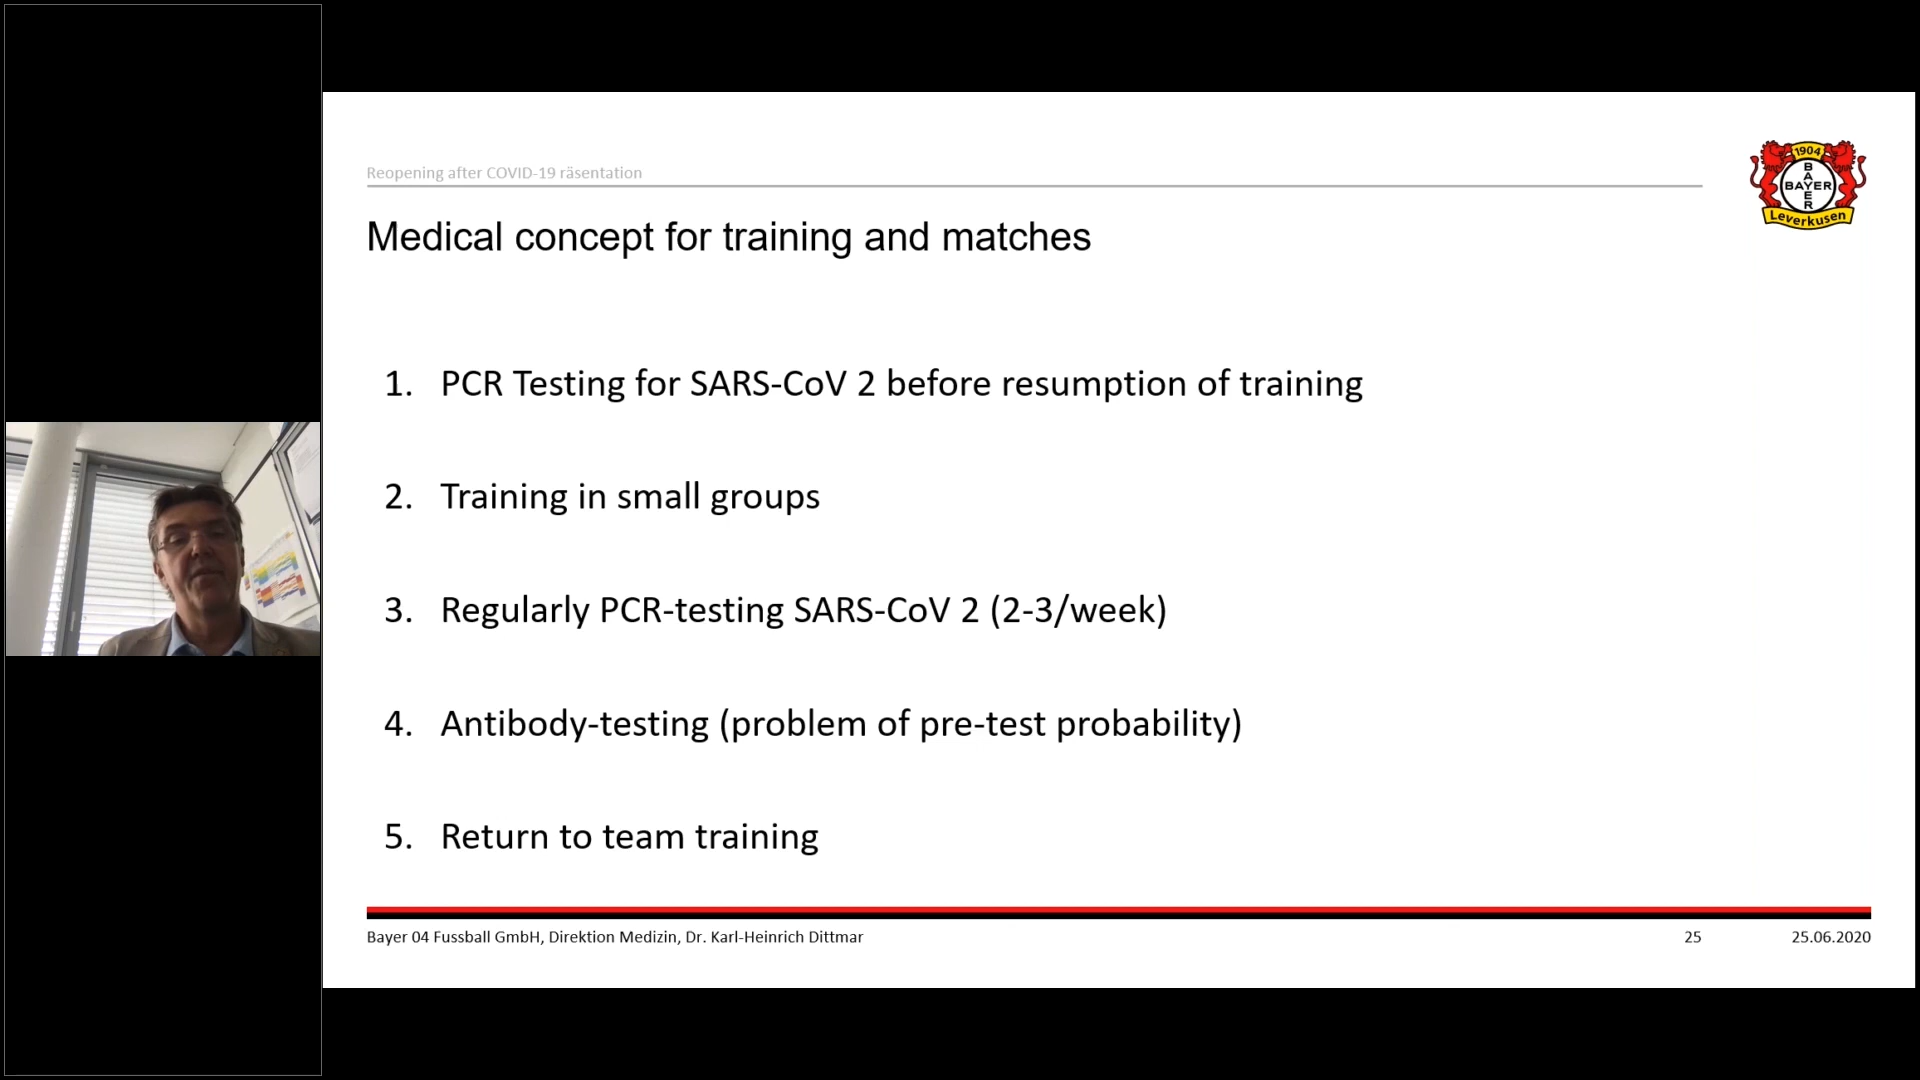 Reopening after COVID-19 räsentation
1904
BAYER
BAYER
Leverkusen
Medical concept for training and matches
1. PCR Testing for SARS-CoV 2 before resumption of training
2. Training in small groups
3. Regularly PCR-testing SARS-CoV 2 (2-3/week)
4. Antibody-testing (problem of pre-test probability)
5. Return to team training
Bayer 04 Fussball GmbH, Direktion Medizin, Dr. Karl-Heinrich Dittmar 25 25.06.2020